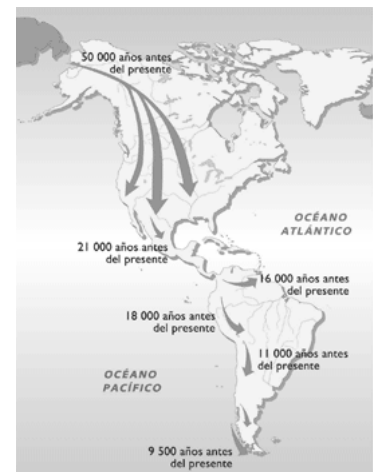 50 000 años antes
del presente
OCÉANO
ATLÁNTICO
21 000 años antes
del presente
16 000 años antes
del presente
18 000 años antes
del presente
11 000 años antes
del presente
OCÉANO
PACÍFICO
9 500 años antes
del presente